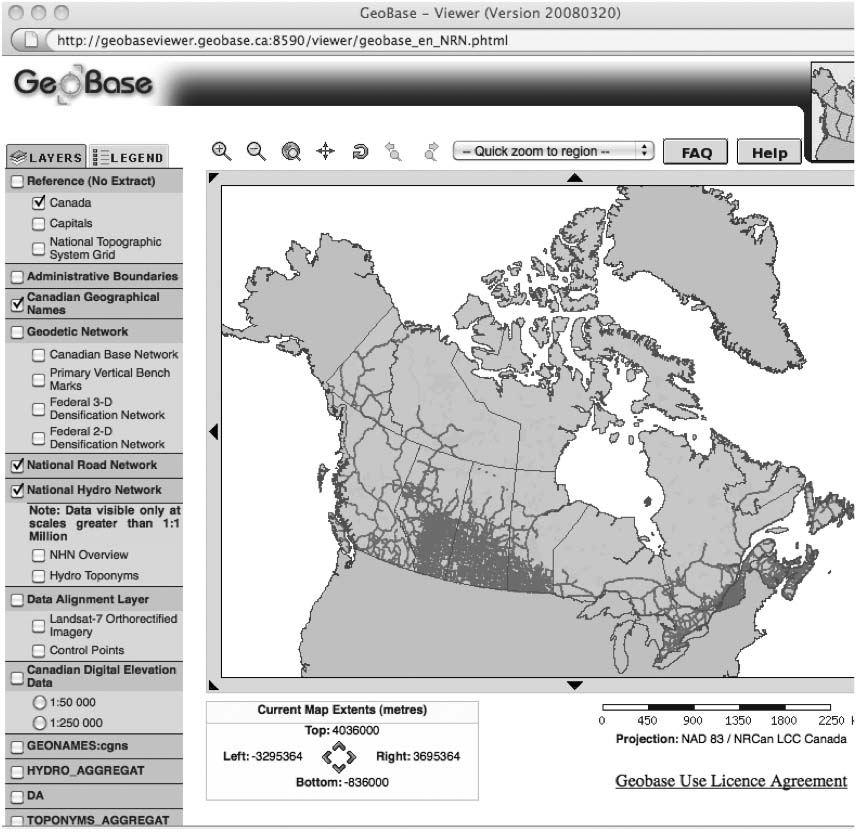 GeoBase – Viewer (Version 20080320)
http://geobaseviewer.geobase.ca:8590/viewer/geobase_en_NRN.phtml
GeoBase
LAYERS
LEGEND
-- Quick zoom to region --
FAQ
Help
Reference (No Extract)
Canada
Capitals
National Topographic
System Grid
Administrative Boundaries
Canadian Geographical
Names
Geodetic Network
Canadian Base Network
Primary Vertical Bench
Marks
Federal 3-D
Densification Network
Federal 2-D
Densification Network
National Road Network
National Hydro Network
Note: Data visible only at
scales greater than 1:1
Million
NHN Overview
Hydro Toponyms
Data Alignment Layer
Landsat-7 Orthorectified
Imagery
Control Points
Canadian Digital Elevation
Data
1:50 000
1:250 000
GEONAMES:cgns
HYDRO_AGGREGAT
DA
TOPONYMS_AGGREGAT
Current Map Extents (metres)
Top: 4036000
Left: -3295364
Right: 3695364
Bottom: -836000
0 450 900 1350 1800 2250
Projection: NAD 83 / NRCan LCC Canada
Geobase Use Licence Agreement